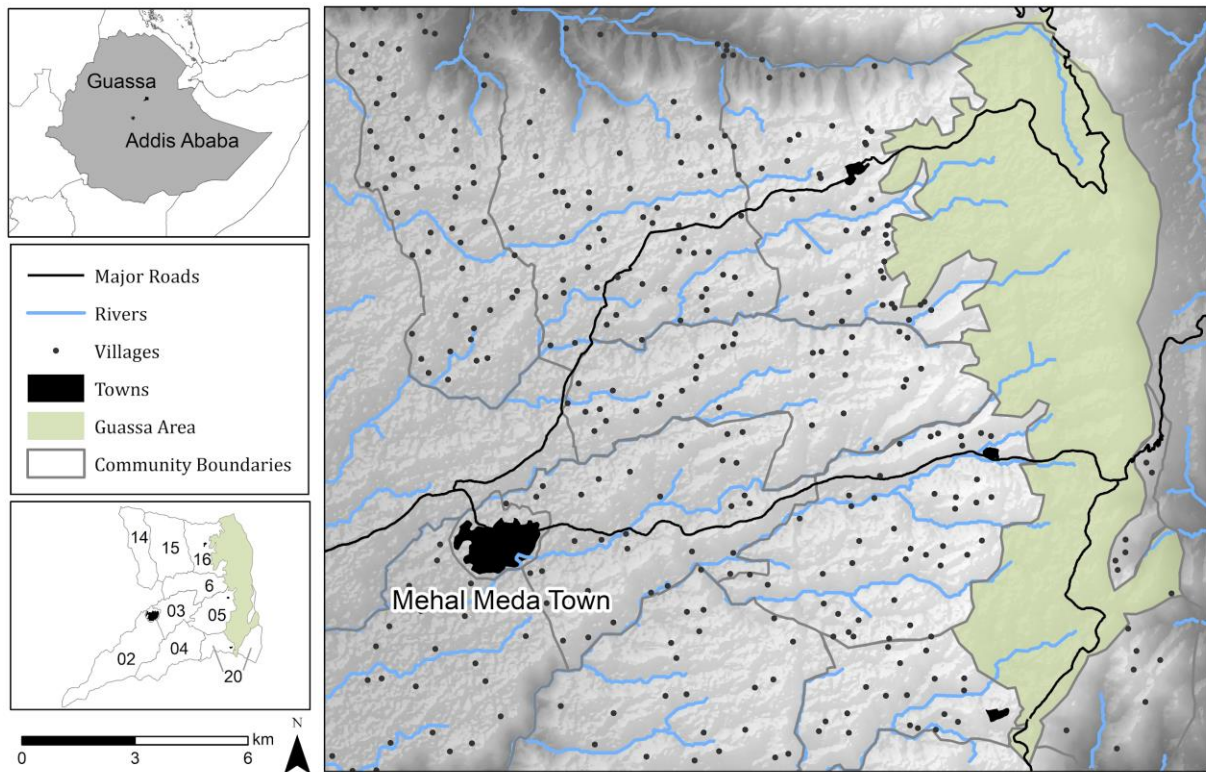 Guassa
Addis Ababa
Major Roads
Rivers
Villages
Towns
Guassa Area
Community Boundaries
14
15
16
6
03
05
02
04
20
N
km
0
3
6
Mehal Meda Town